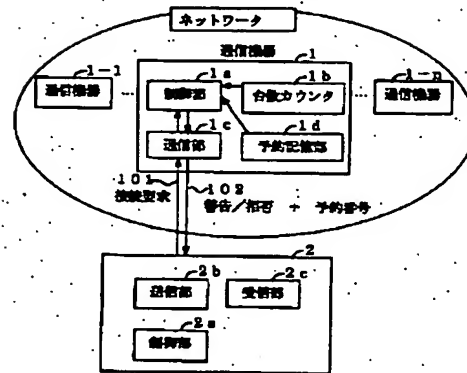 ネットワーク
通信機器 1
1-1 通信機器
1a 制御部
1b 台数カウンタ
1-n 通信機器
1c 送信部
1d 予約記憶部
101 接続要求
102 警告/拒否 + 予約番号
2
2b 送信部
2c 受信部
2a 制御部